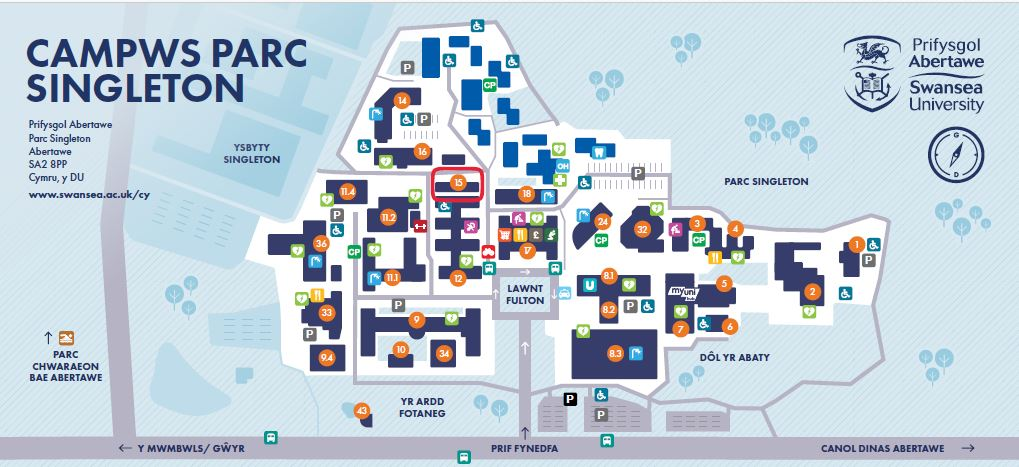 CAMPWS PARC
SINGLETON
Prifysgol Abertawe
Parc Singleton
Abertawe
SA2 8PP
Cymru, y DU
www.swansea.ac.uk/cy
Prifysgol
Abertawe
Swansea
University
G
D
YSBYTY
SINGLETON
PARC SINGLETON
P
CP
14
P
16
15
OH
P
18
11.4
11.2
P
36
CP
11.1
12
£
24
CP
32
3
CP
4
1
P
2
LAWNT
FULTON
8.1
U
8.2
P
8.3
myuni
hub
5
7
6
33
P
9.4
P
9
10
34
43
PARC
CHWARAEON
BAE ABERTAWE
YR ARDD
FOTANEG
DÔL YR ABATY
P
P
Y MWMBWLS/ GŴYR
PRIF FYNEDFA
CANOL DINAS ABERTAWE